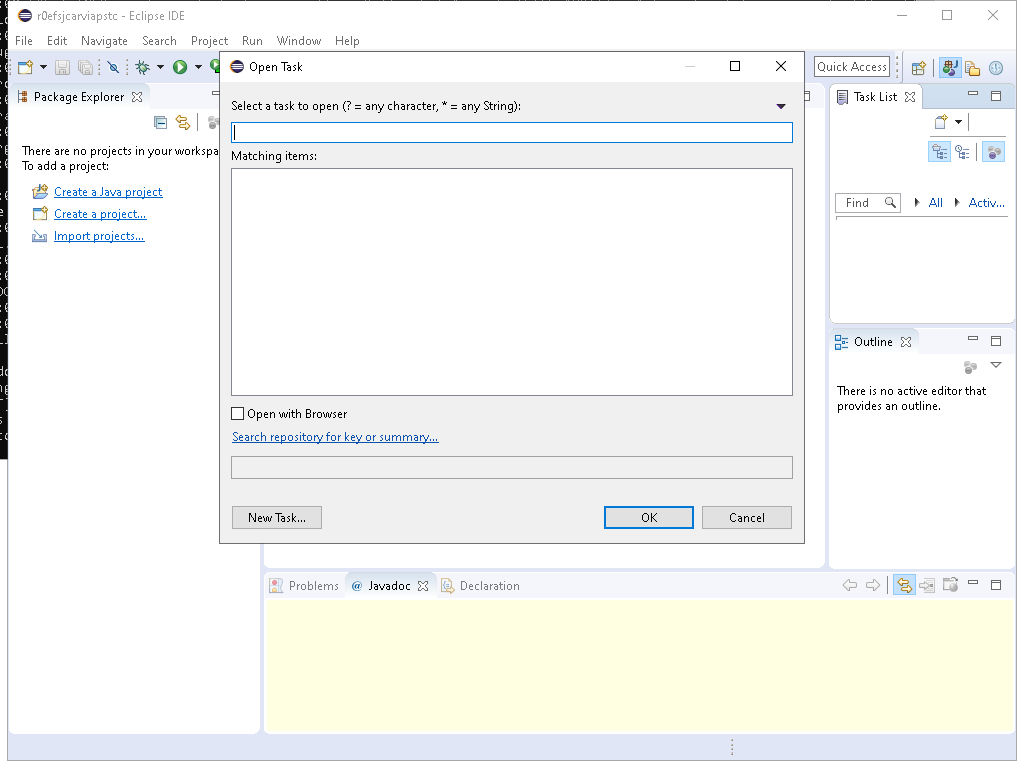 r0efsjcarviapstc - Eclipse IDE
File Edit Navigate Search Project Run Window Help
Quick Access
Package Explorer
There are no projects in your workspa
To add a project:
Create a Java project
Create a project...
Import projects...
Open Task
Select a task to open (? = any character, * = any String):
Matching items:
Open with Browser
Search repository for key or summary...
New Task...
OK
Cancel
Task List
Find
All
Activ...
Outline
There is no active editor that
provides an outline.
Problems
@ Javadoc
Declaration